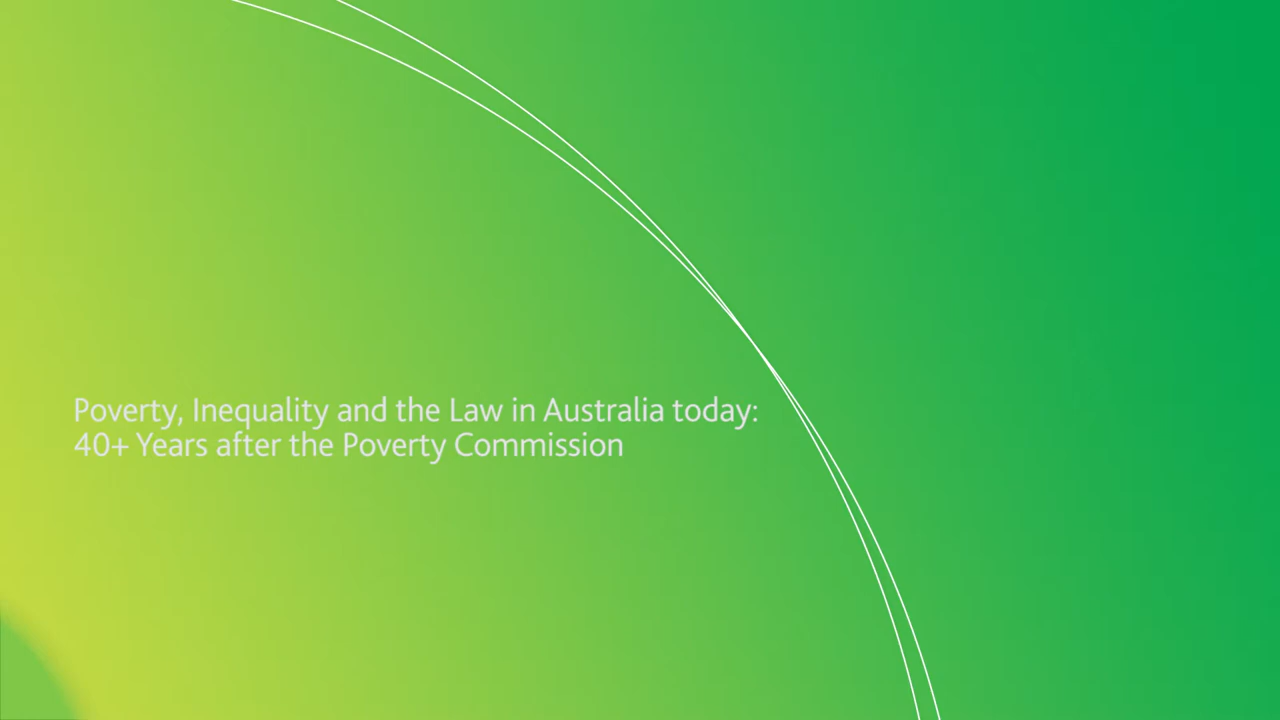 Poverty, Inequality and the Law in Australia today:
40+ Years after the Poverty Commission